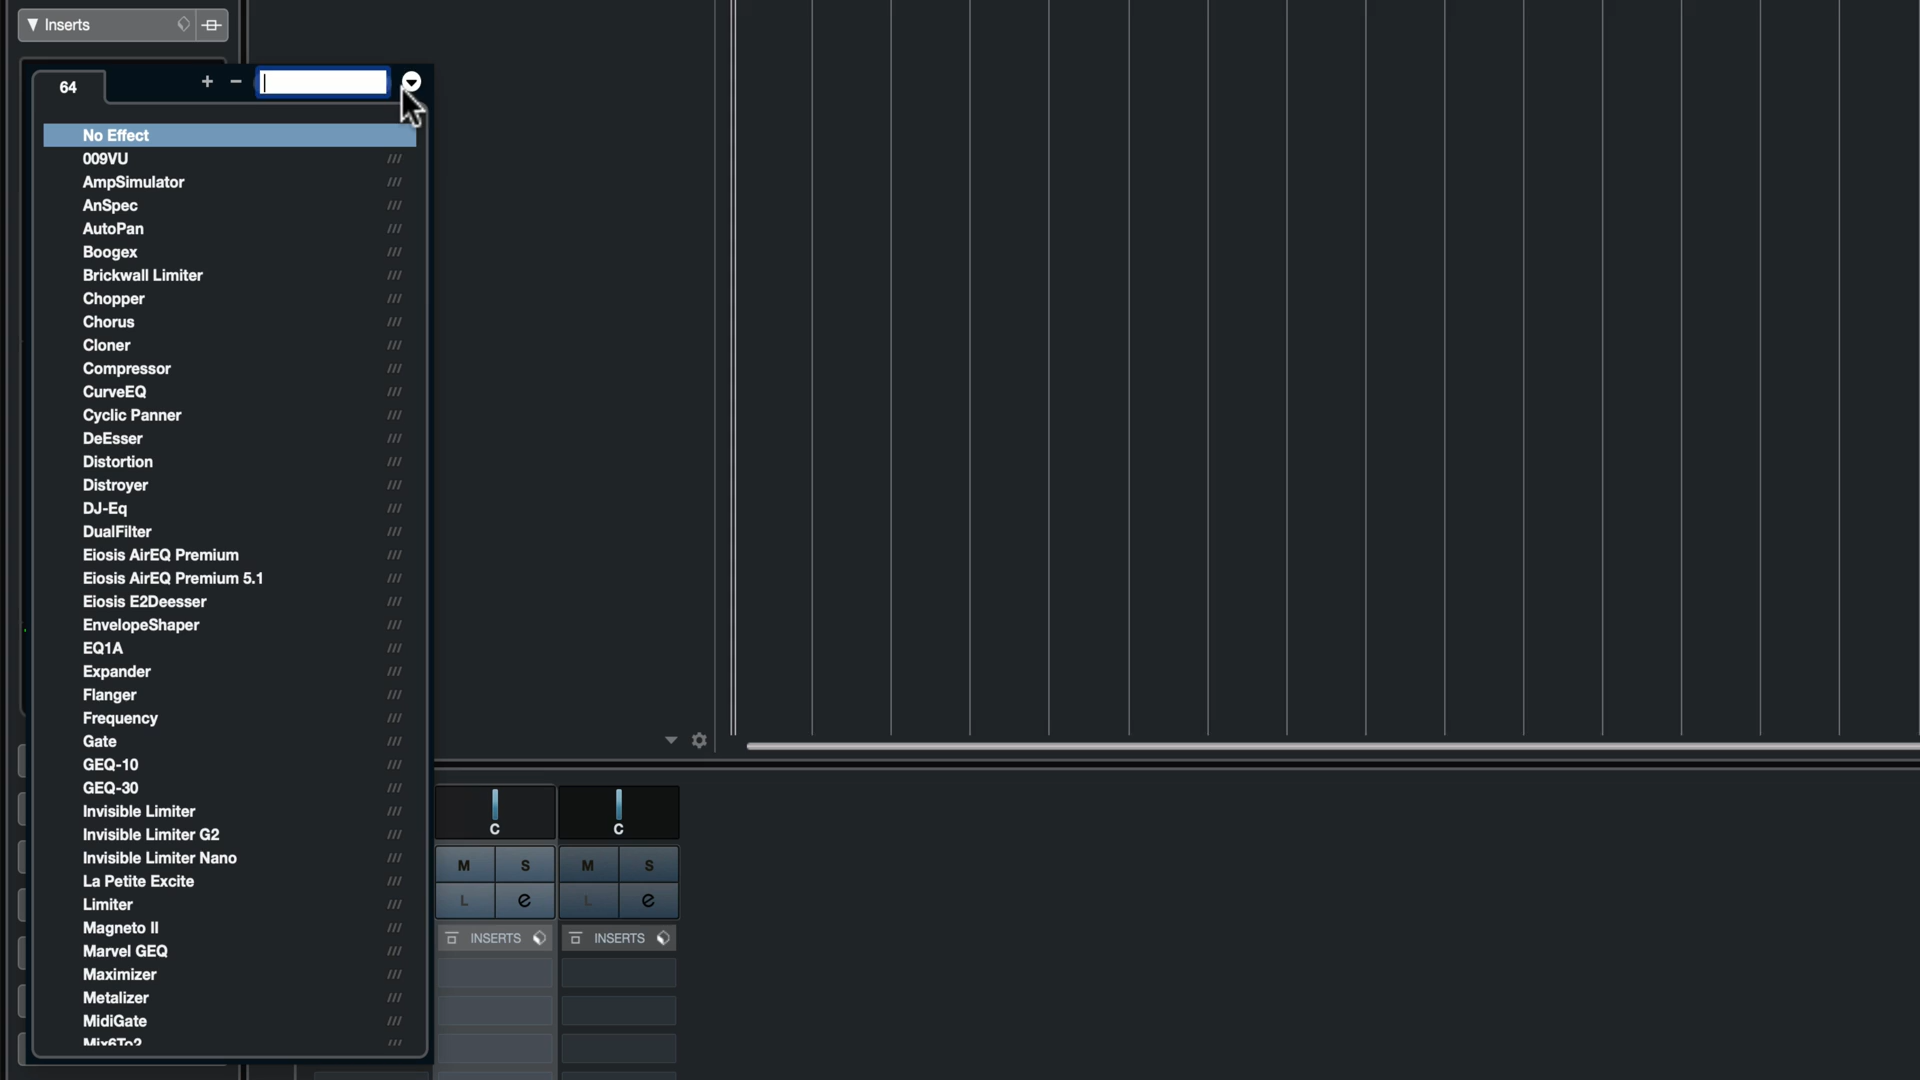 Inserts
64
No Effect
009VU
AmpSimulator
AnSpec
AutoPan
Boogex
Brickwall Limiter
Chopper
Chorus
Cloner
Compressor
CurveEQ
Cyclic Panner
DeEsser
Distortion
Distroyer
DJ-Eq
DualFilter
Eiosis AirEQ Premium
Eiosis AirEQ Premium 5.1
Eiosis E2Deesser
EnvelopeShaper
EQ1A
Expander
Flanger
Frequency
Gate
GEQ-10
GEQ-30
Invisible Limiter
Invisible Limiter G2
Invisible Limiter Nano
La Petite Excite
Limiter
Magneto II
Marvel GEQ
Maximizer
Metalizer
MidiGate
Mix6To2
C C
M S M S
L e L e
INSERTS INSERTS